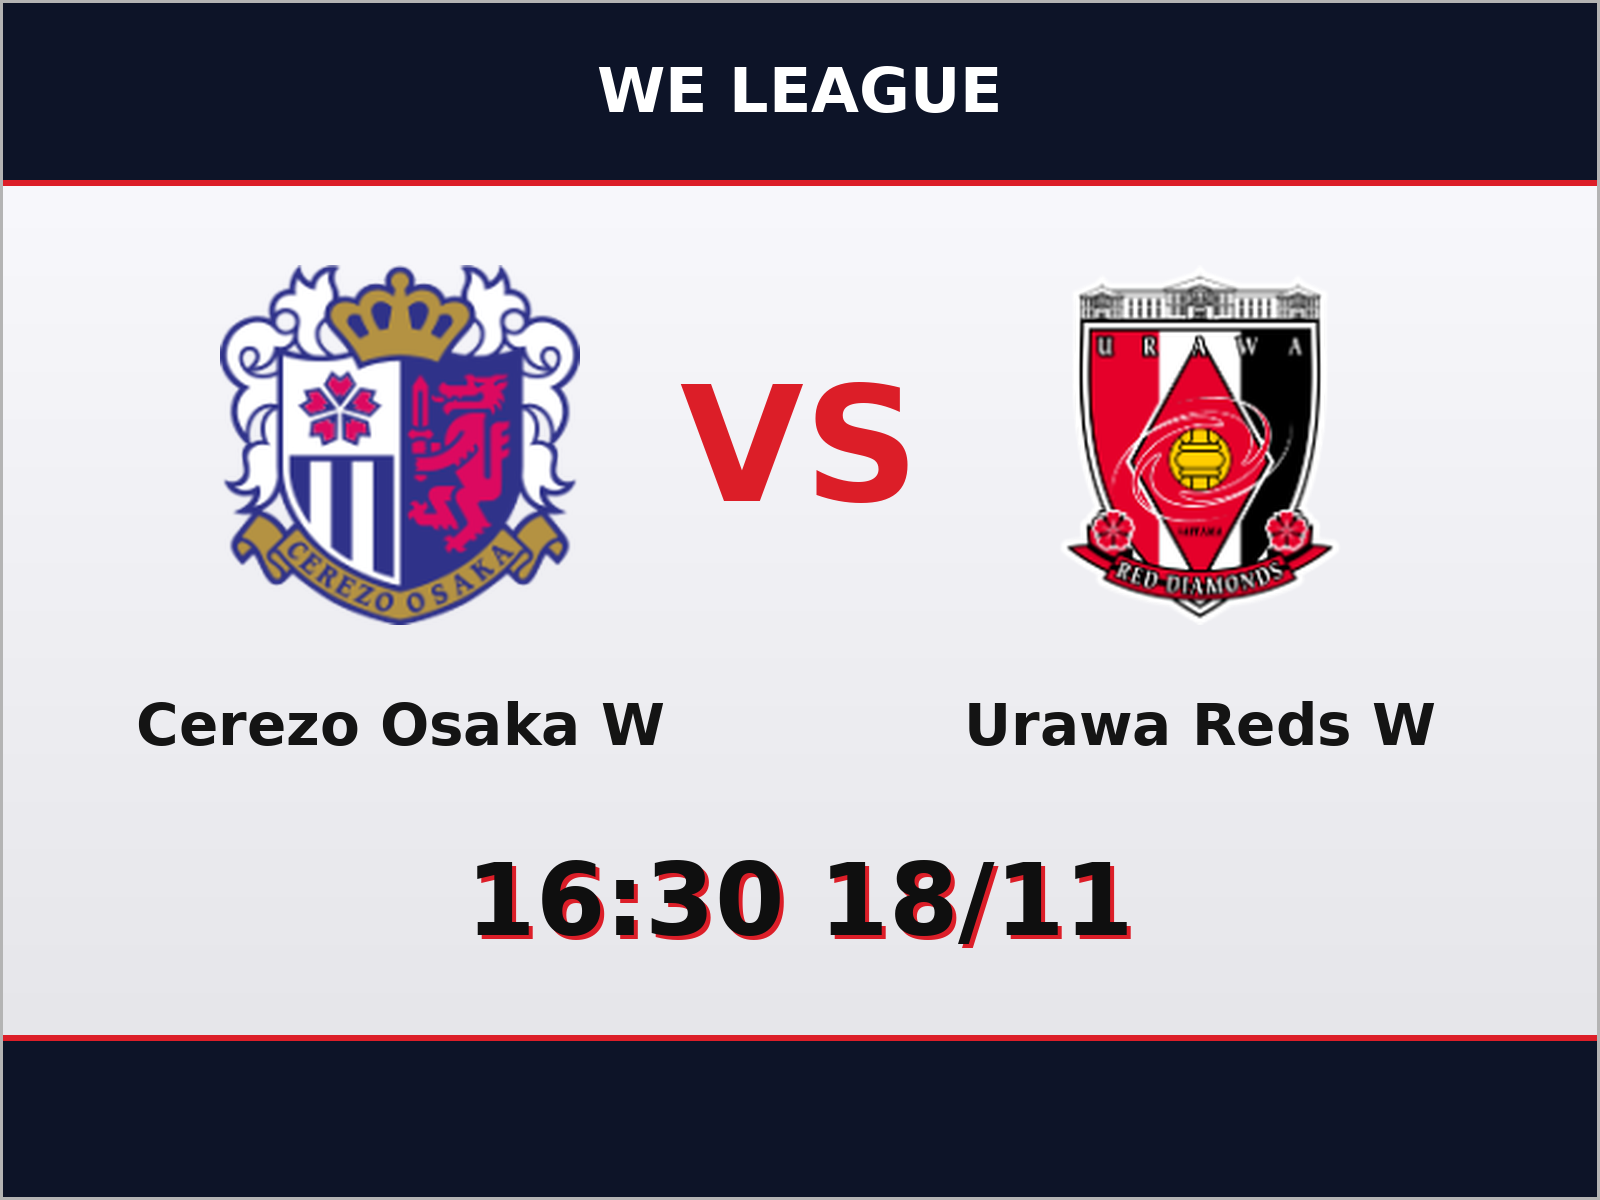 WE LEAGUE
CEREZO OSAKA
VS
URAWA
RED DIAMONDS
Cerezo Osaka W
Urawa Reds W
16:30 18/11